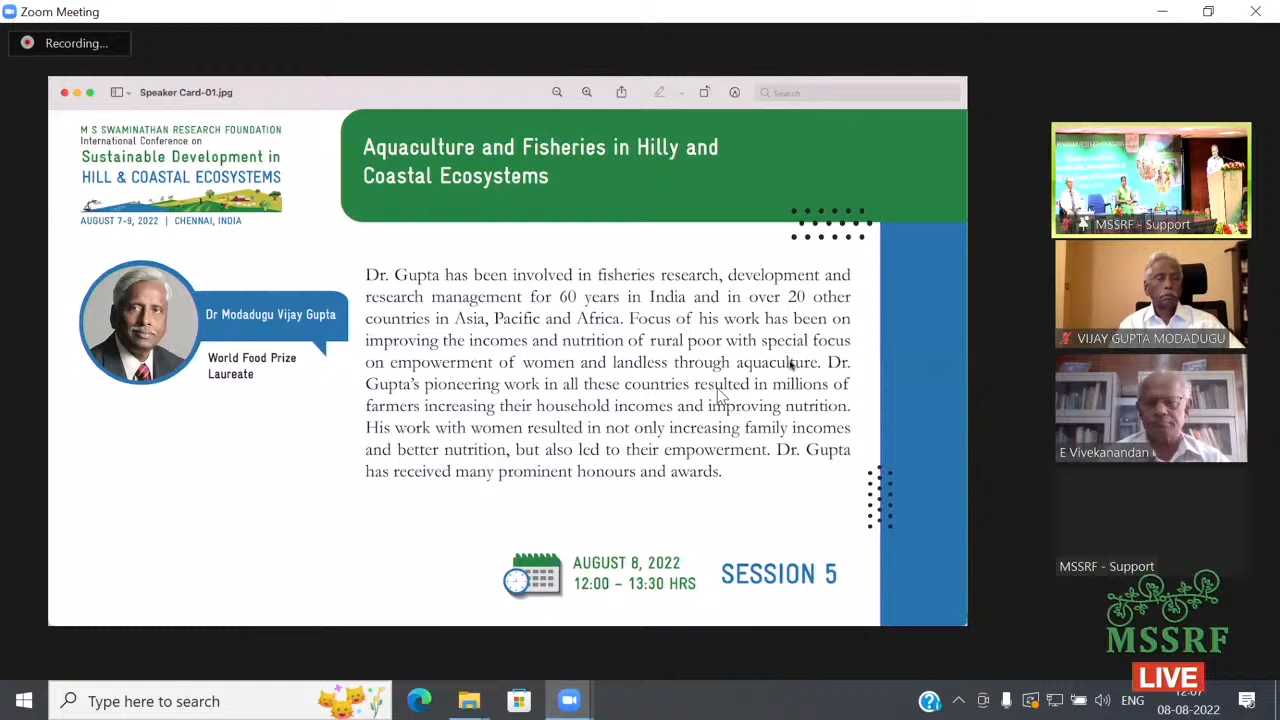 Zoom Meeting
Recording...
Speaker Card-01.jpg
Search
M S SWAMINATHAN RESEARCH FOUNDATION
International Conference on
Sustainable Development in
HILL & COASTAL ECOSYSTEMS
AUGUST 7-9, 2022 | CHENNAI, INDIA
Aquaculture and Fisheries in Hilly and
Coastal Ecosystems
Dr Modadugu Vijay Gupta
World Food Prize
Laureate
Dr. Gupta has been involved in fisheries research, development and
research management for 60 years in India and in over 20 other
countries in Asia, Pacific and Africa. Focus of his work has been on
improving the incomes and nutrition of rural poor with special focus
on empowerment of women and landless through aquaculture. Dr.
Gupta's pioneering work in all these countries resulted in millions of
farmers increasing their household incomes and improving nutrition.
His work with women resulted in not only increasing family incomes
and better nutrition, but also led to their empowerment. Dr. Gupta
has received many prominent honours and awards.
AUGUST 8, 2022
12:00 – 13:30 HRS
SESSION 5
MSSRF - Support
VIJAY GUPTA MODADUGU
E Vivekanandan
MSSRF - Support
MSSRF
LIVE
Type here to search
ENG
12:07
08-08-2022